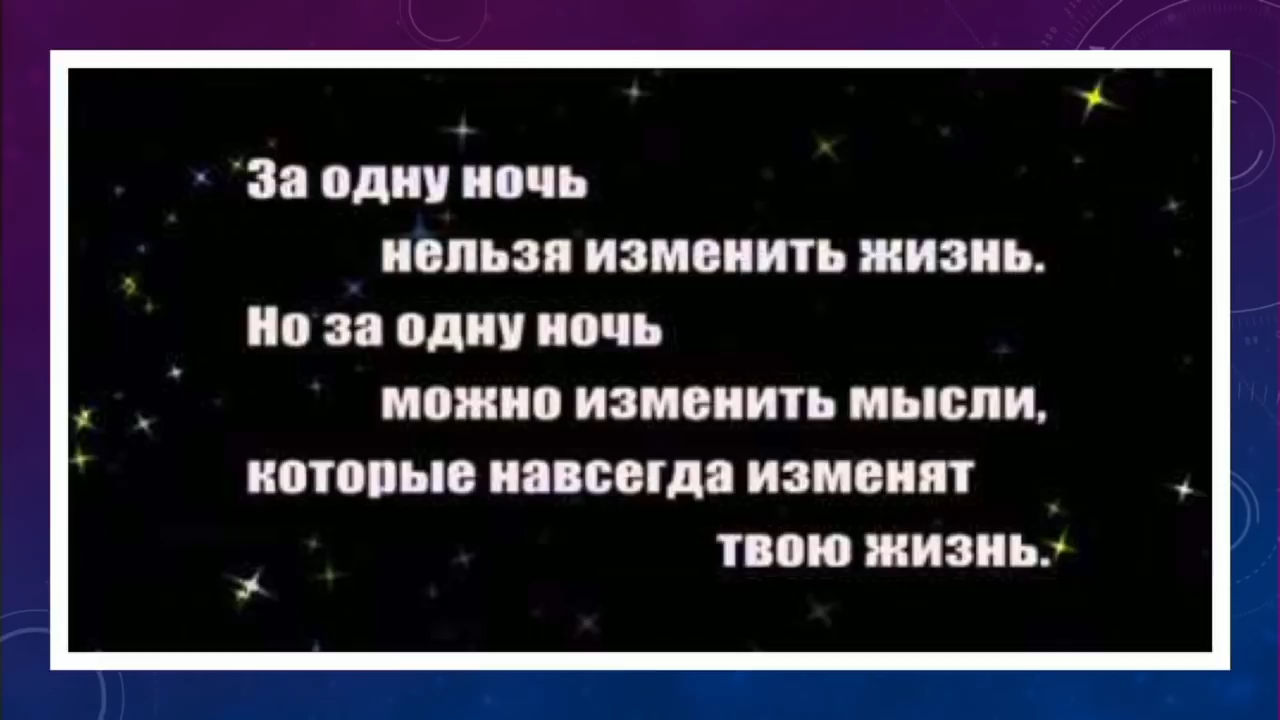 За одну ночь
нельзя изменить жизнь.
Но за одну ночь
можно изменить мысли,
которые навсегда изменят
твою жизнь.